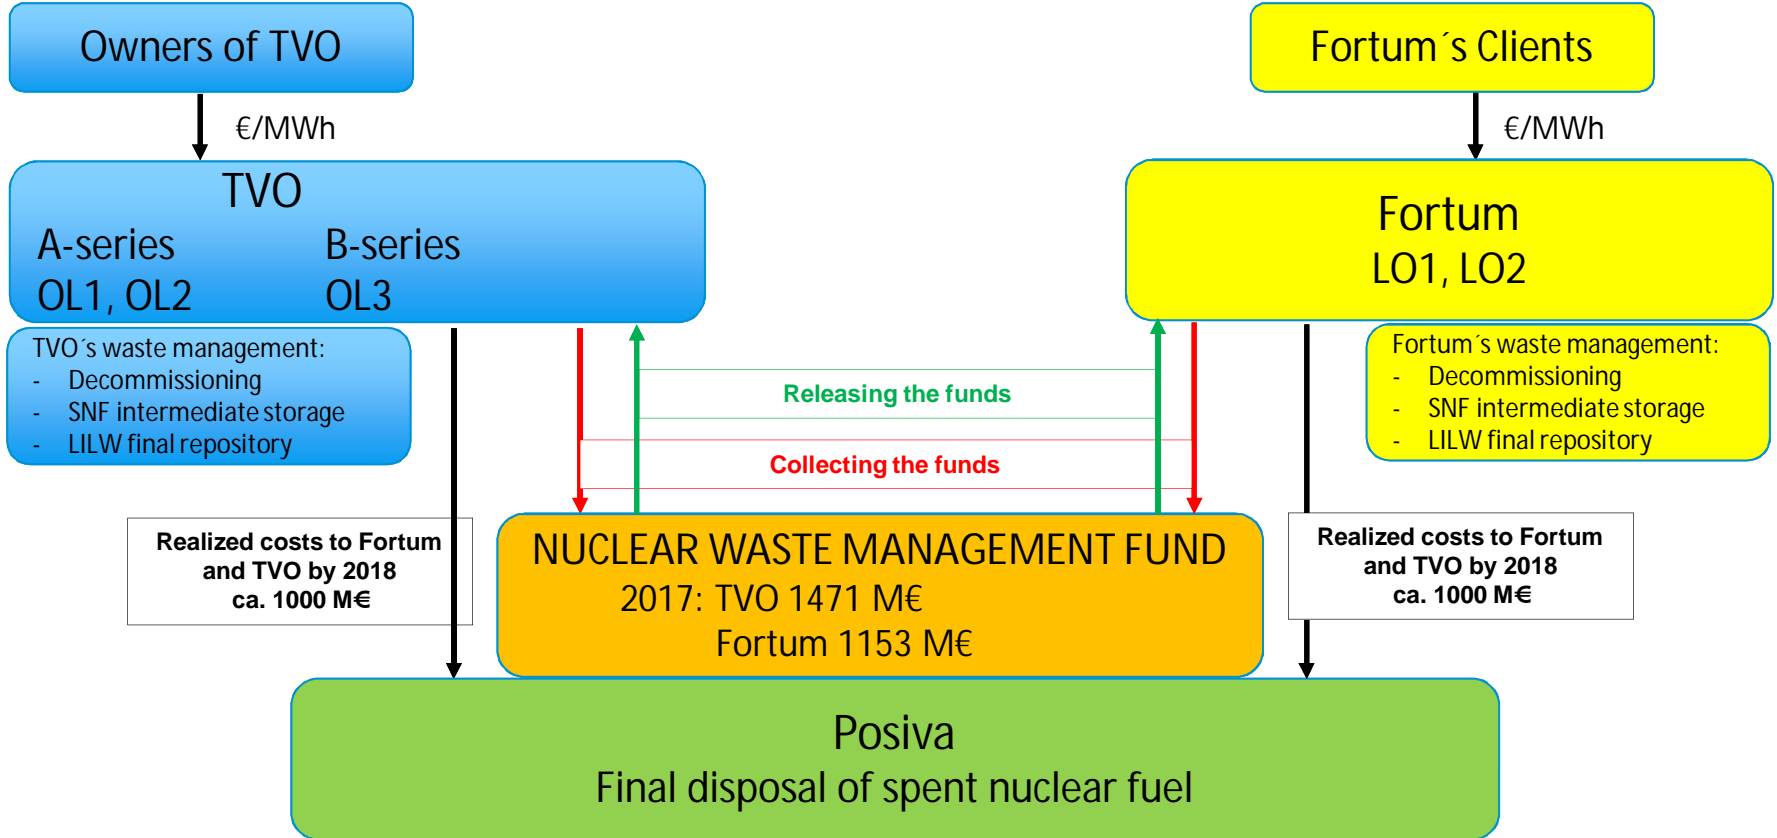 Owners of TVO
Fortum´s Clients
€/MWh
€/MWh
TVO
A-series B-series
OL1, OL2 OL3
Fortum
LO1, LO2
TVO´s waste management:
- Decommissioning
- SNF intermediate storage
- LILW final repository
Fortum´s waste management:
- Decommissioning
- SNF intermediate storage
- LILW final repository
Releasing the funds
Collecting the funds
Realized costs to Fortum
and TVO by 2018
ca. 1000 M€
NUCLEAR WASTE MANAGEMENT FUND
2017: TVO 1471 M€
Fortum 1153 M€
Realized costs to Fortum
and TVO by 2018
ca. 1000 M€
Posiva
Final disposal of spent nuclear fuel